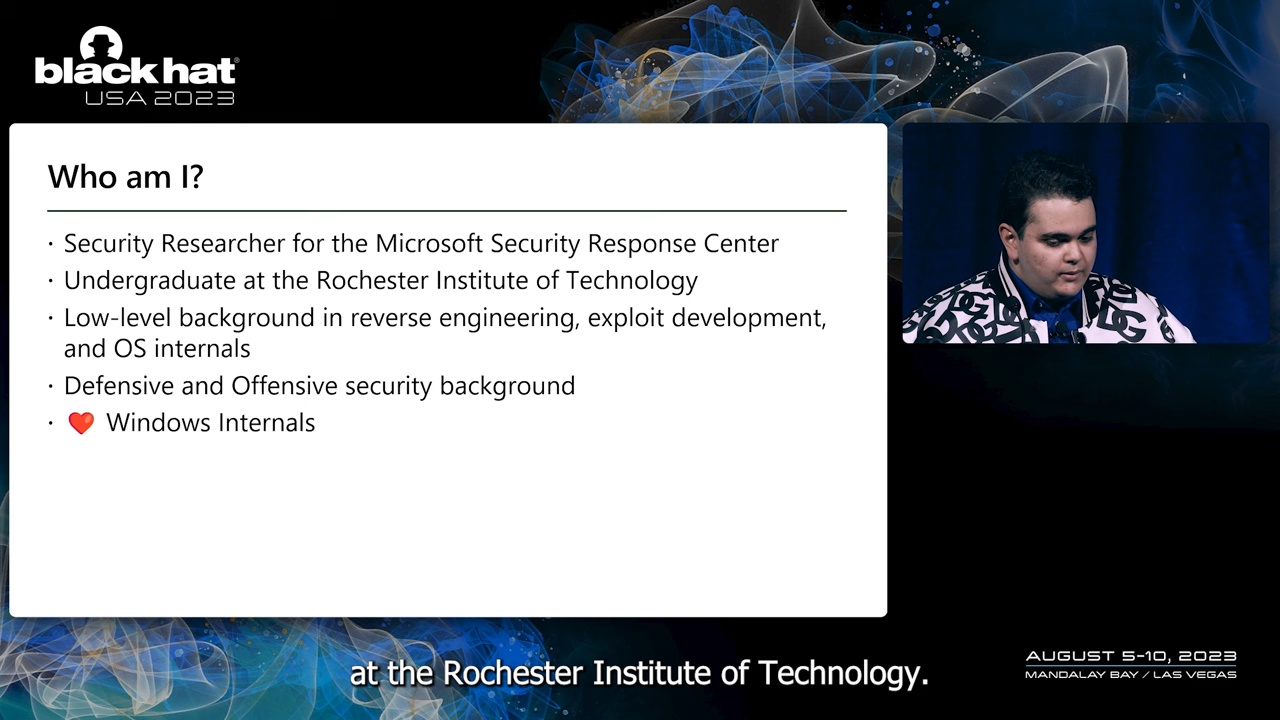 black hat
USA 2023
Who am I?
· Security Researcher for the Microsoft Security Response Center
· Undergraduate at the Rochester Institute of Technology
· Low-level background in reverse engineering, exploit development,
and OS internals
· Defensive and Offensive security background
· ❤️ Windows Internals
at the Rochester Institute of Technology.
AUGUST 5-10, 2023
MANDALAY BAY / LAS VEGAS